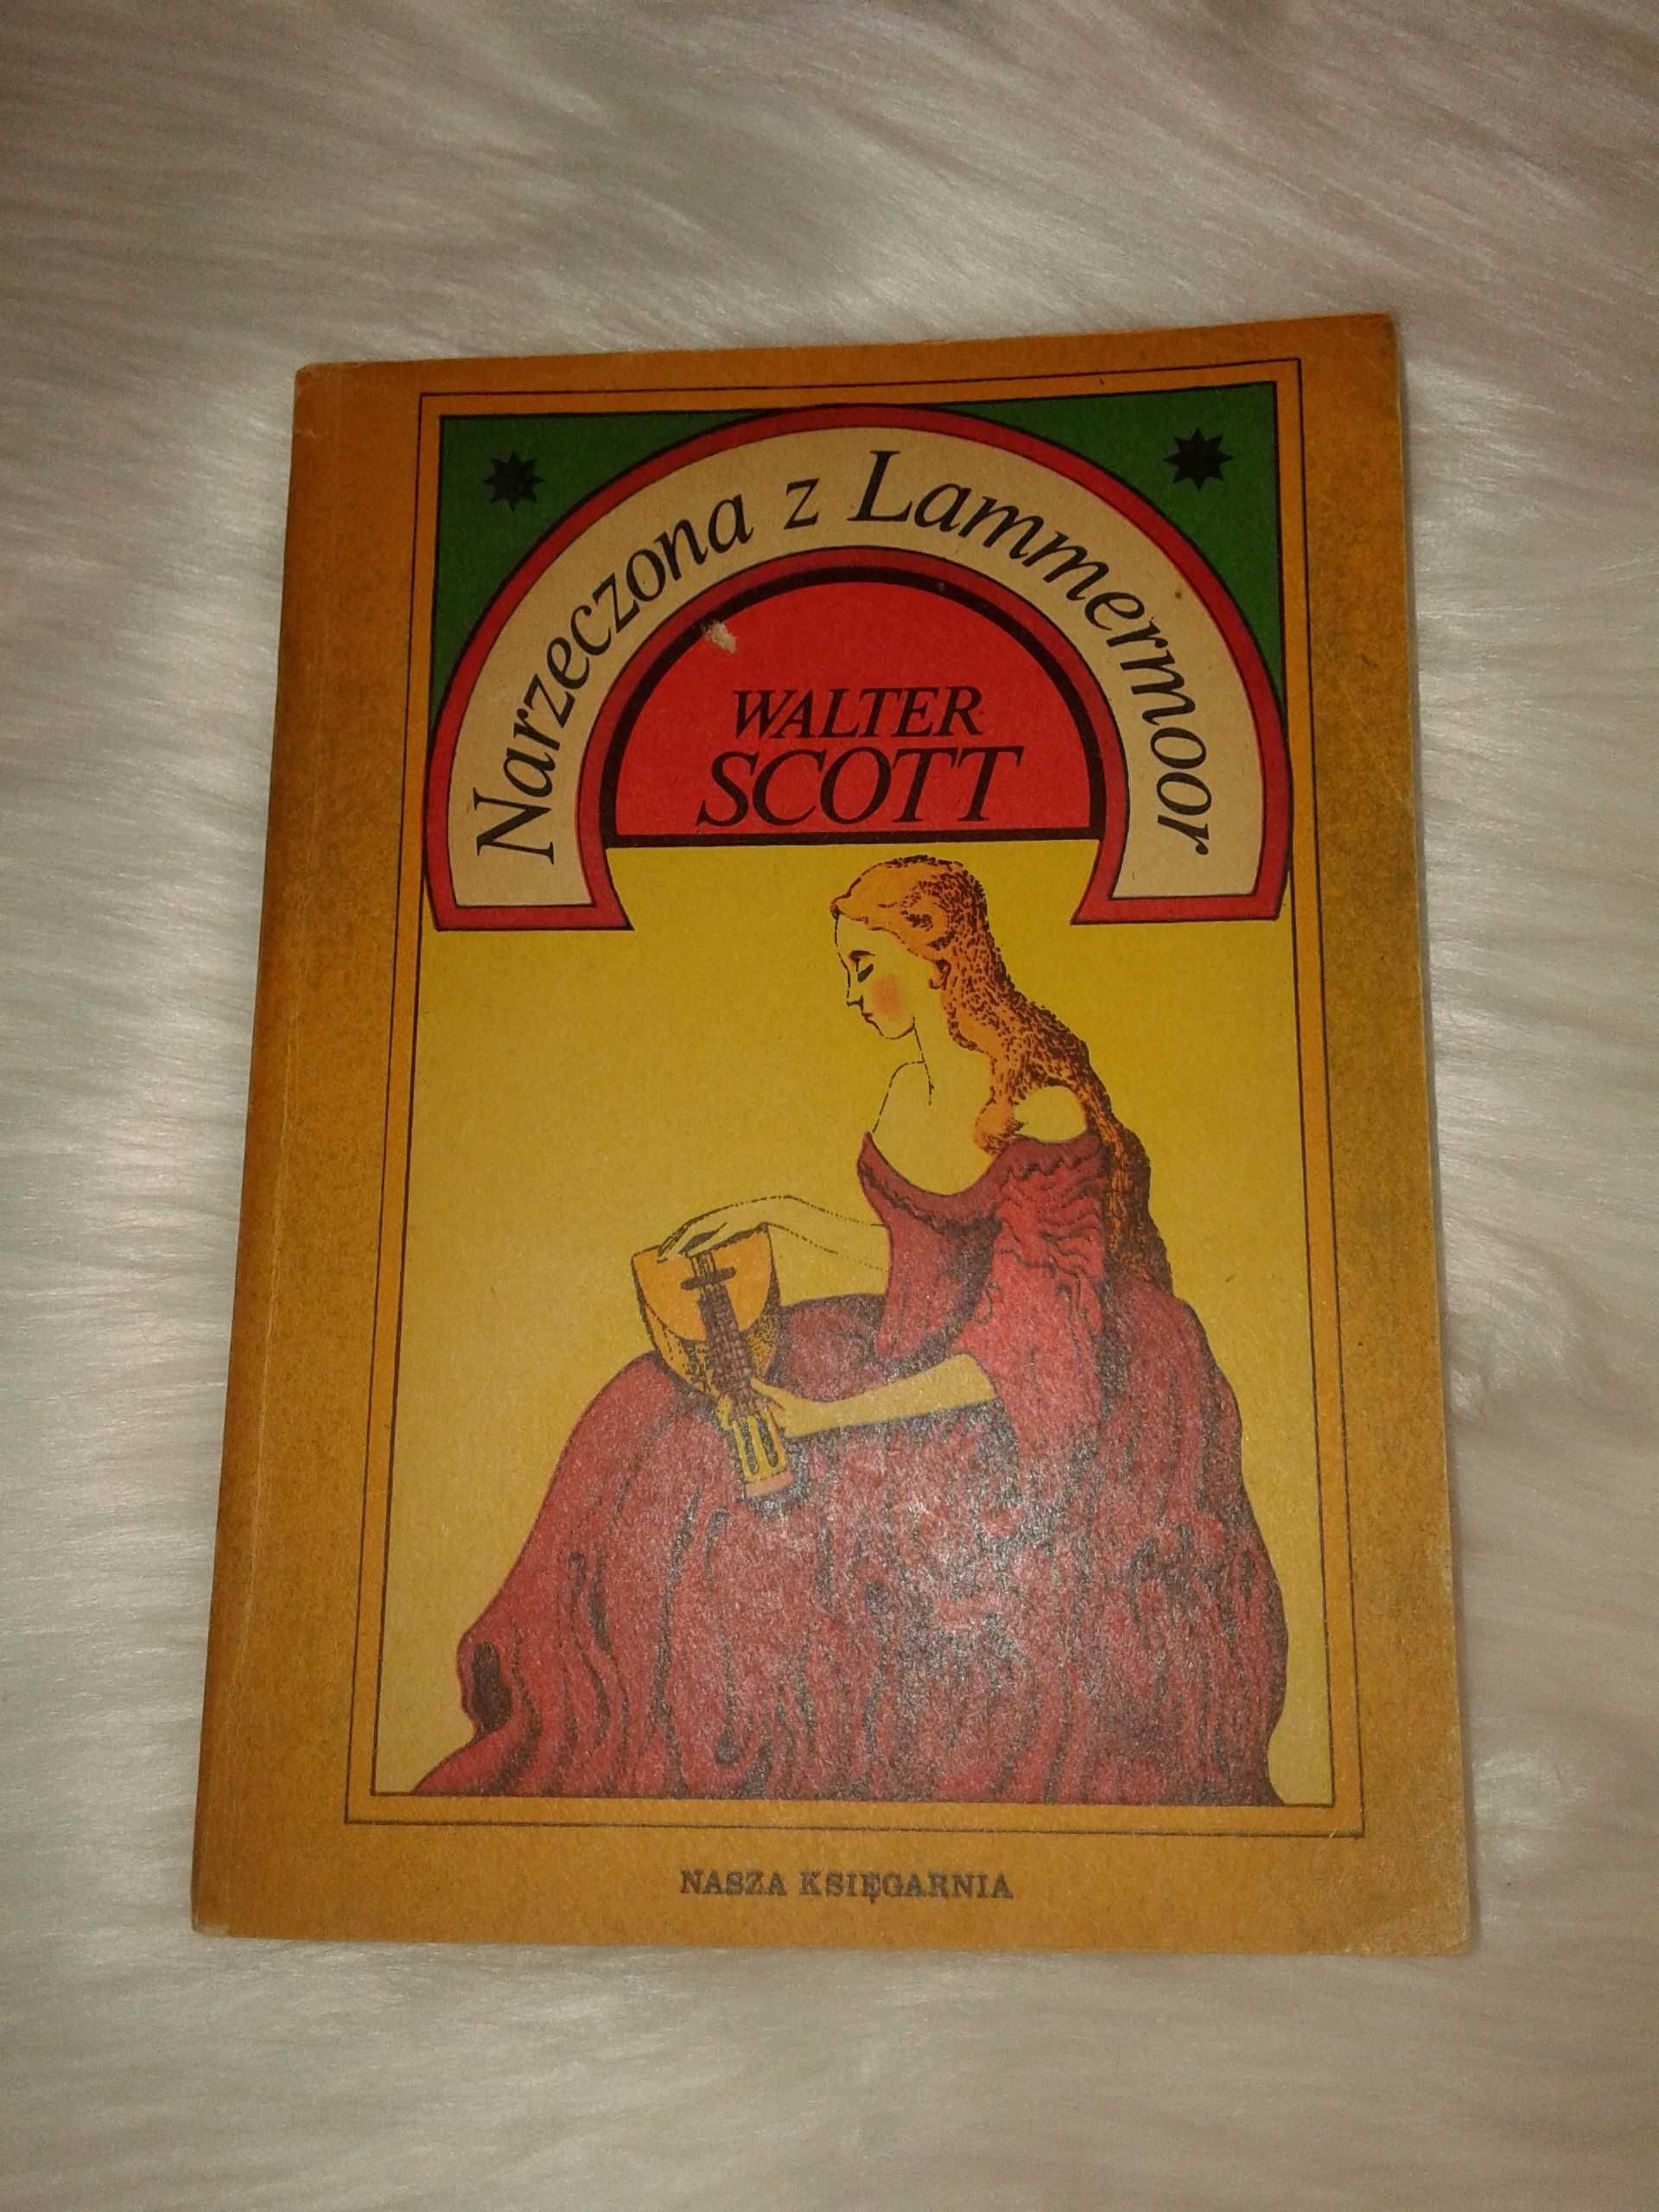 Narzeczona z Lammermoor
WALTER
SCOTT
NASZA KSIĘGARNIA